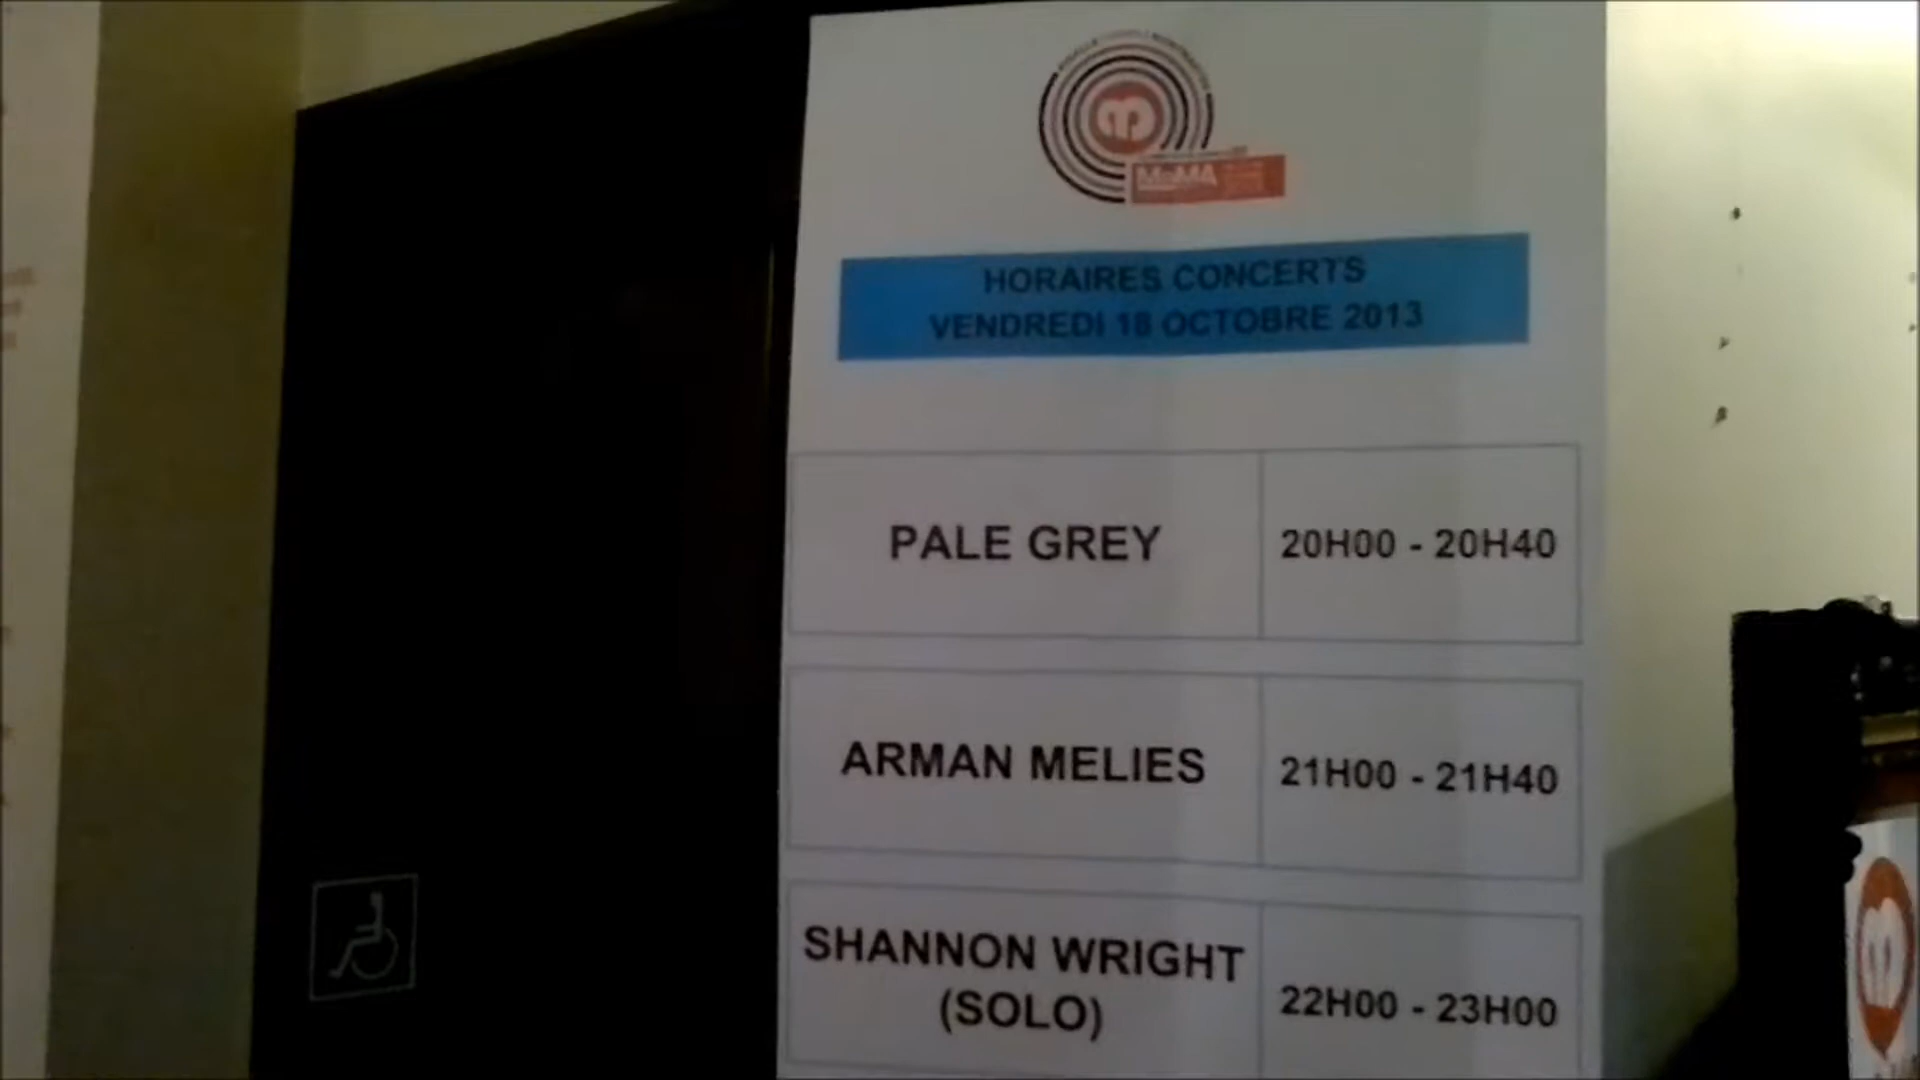 MaMA
HORAIRES CONCERTS
VENDREDI 18 OCTOBRE 2013
PALE GREY
20H00 - 20H40
ARMAN MELIES
21H00 - 21H40
SHANNON WRIGHT
(SOLO)
22H00 - 23H00